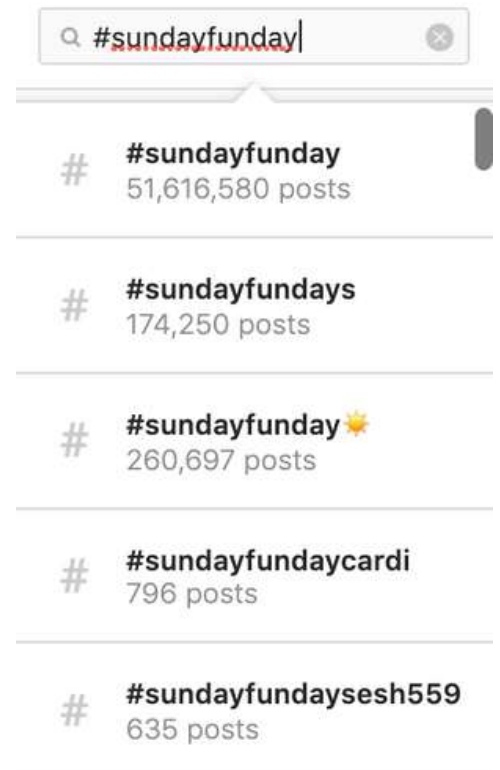 #sundayfunday
# #sundayfunday
51,616,580 posts
# #sundayfundays
174,250 posts
# #sundayfunday☀️
260,697 posts
# #sundayfundaycardi
796 posts
# #sundayfundaysesh559
635 posts